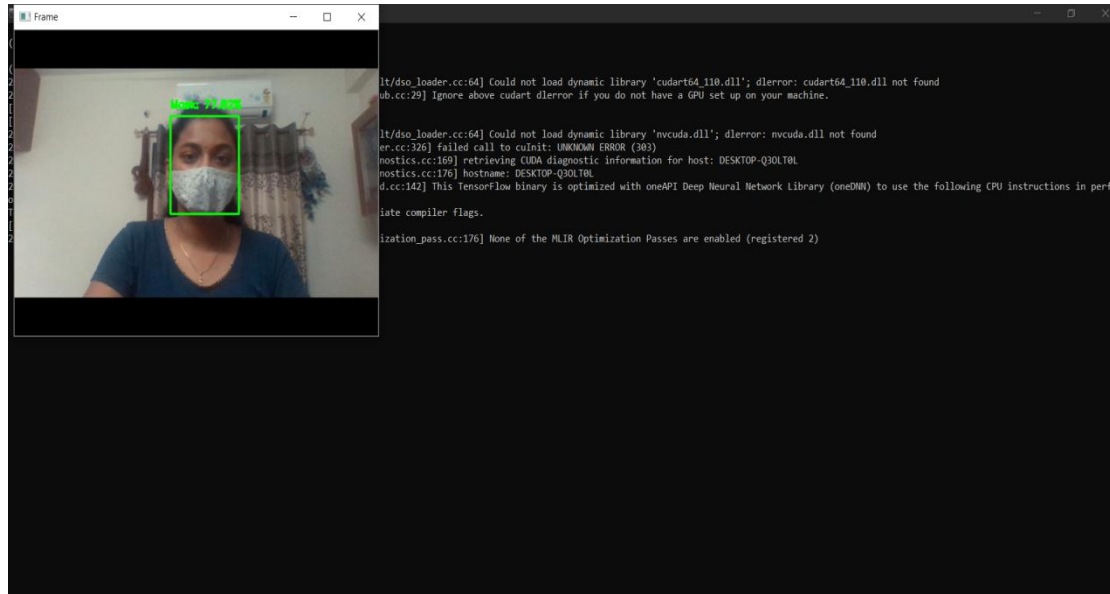 Frame
Mask:
lt/dso_loader.cc:64] Could not load dynamic library 'cudart64_110.dll'; dlerror: cudart64_110.dll not found
ub.cc:29] Ignore above cudart dlerror if you do not have a GPU set up on your machine.
lt/dso_loader.cc:64] Could not load dynamic library 'nvcuda.dll'; dlerror: nvcuda.dll not found
er.cc:326] failed call to cuInit: UNKNOWN ERROR (303)
nostics.cc:169] retrieving CUDA diagnostic information for host: DESKTOP-Q3OLT0L
nostics.cc:176] hostname: DESKTOP-Q3OLT0L
d.cc:142] This TensorFlow binary is optimized with oneAPI Deep Neural Network Library (oneDNN) to use the following CPU instructions in perf
iate compiler flags.
ization_pass.cc:176] None of the MLIR Optimization Passes are enabled (registered 2)